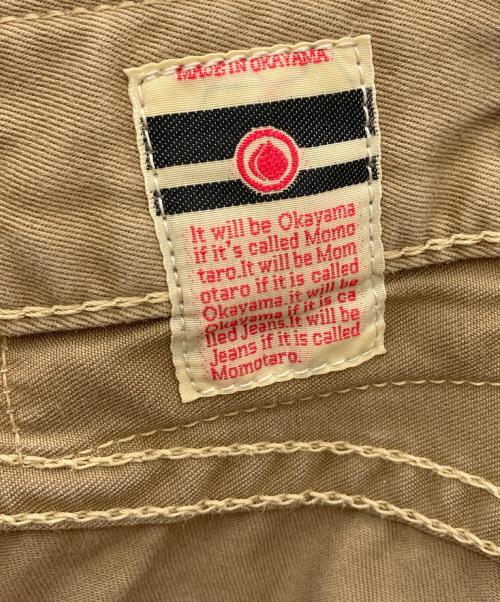 MADE IN OKAYAMA
It will be Okayama
if it's called Momo
taro.It will be Mom
otaro if it is called
Okayama.it will be
Okayama if it is ca
lled Jeans.It will be
Jeans if it is called
Momotaro.